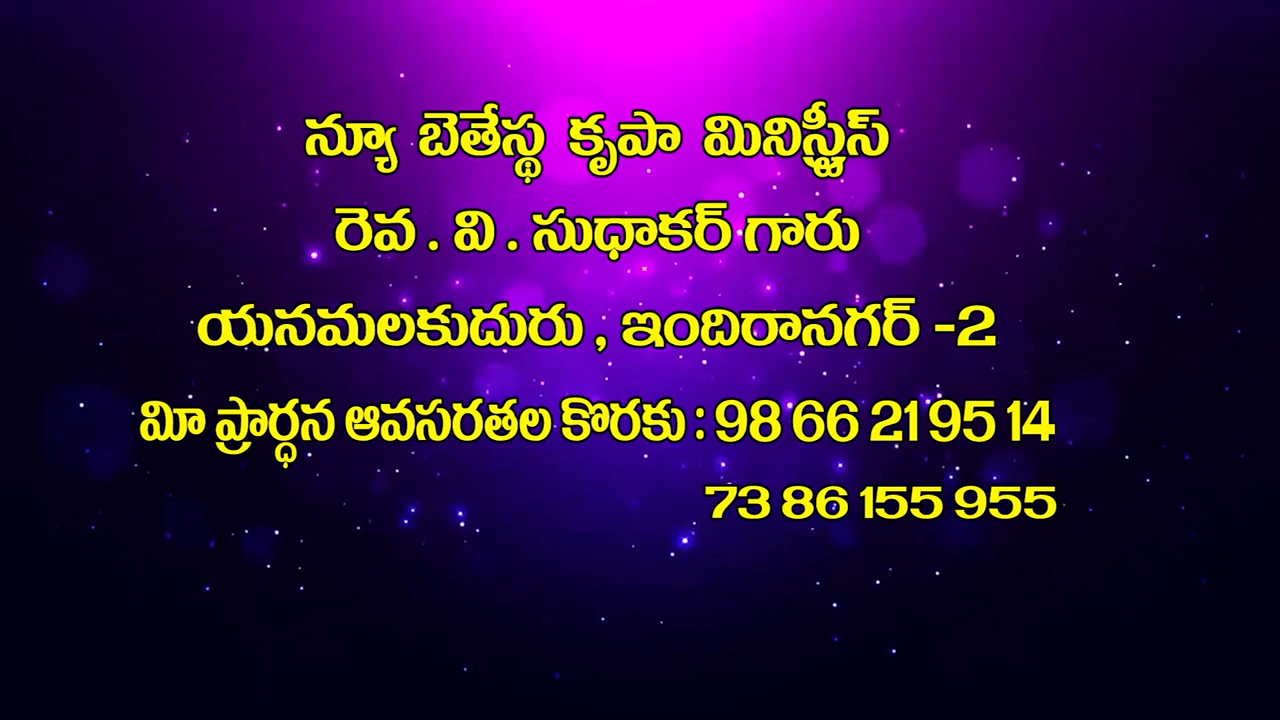 న్యూ బెతేస్థ కృపా మినిస్ట్రీస్
రెవ . వి . సుధాకర్ గారు
యనమలకుదురు , ఇందిరానగర్ -2
మీ ప్రార్ధన ఆవసరతల కొరకు : 98 66 21 95 14
73 86 155 955